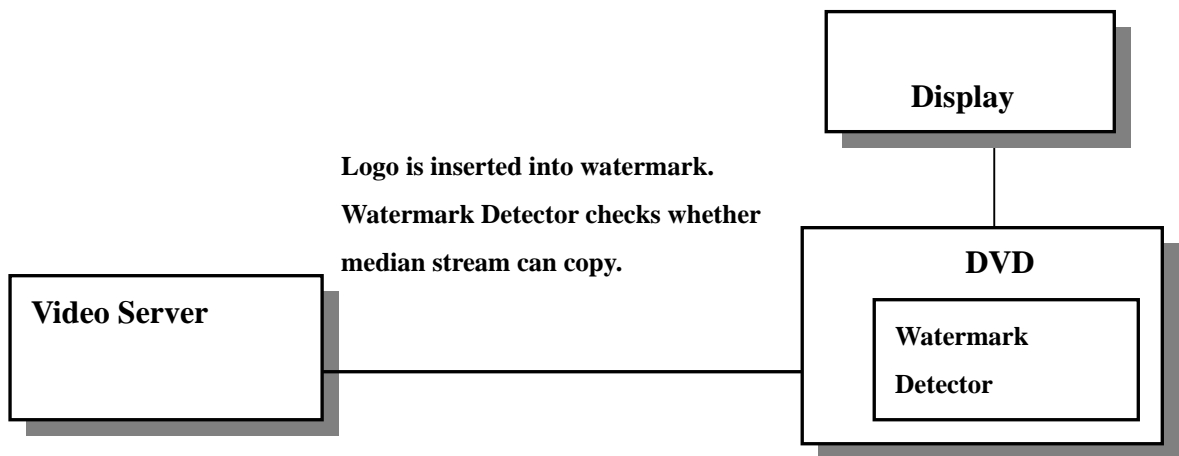 Display
Logo is inserted into watermark.
Watermark Detector checks whether
median stream can copy.
DVD
Video Server
Watermark
Detector